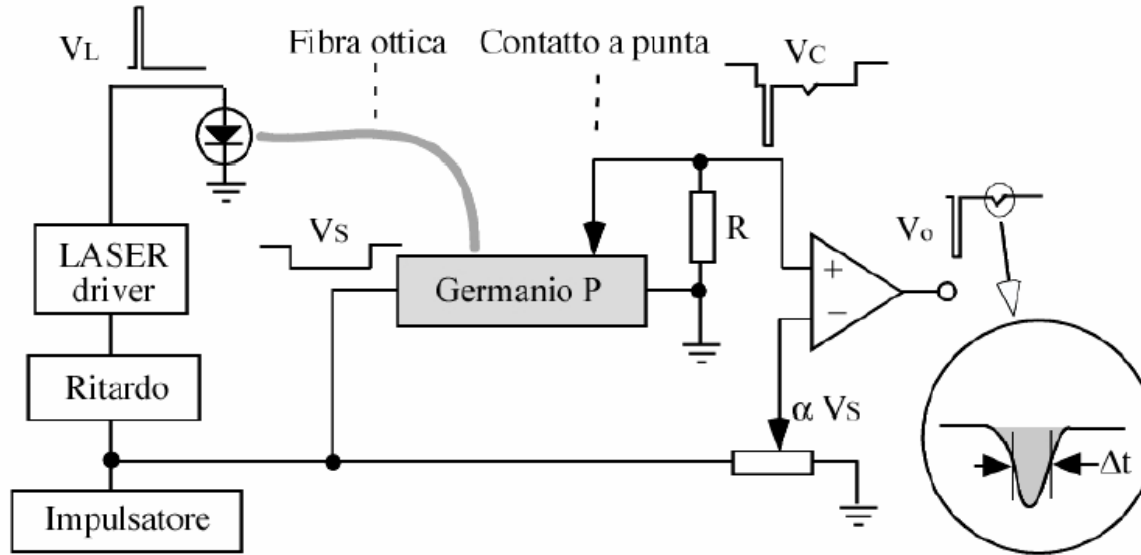 VL
Fibra ottica
Contatto a punta
VC
VS
R
Vo
LASER
driver
Germanio P
+
−
Ritardo
α VS
Δt
Impulsatore